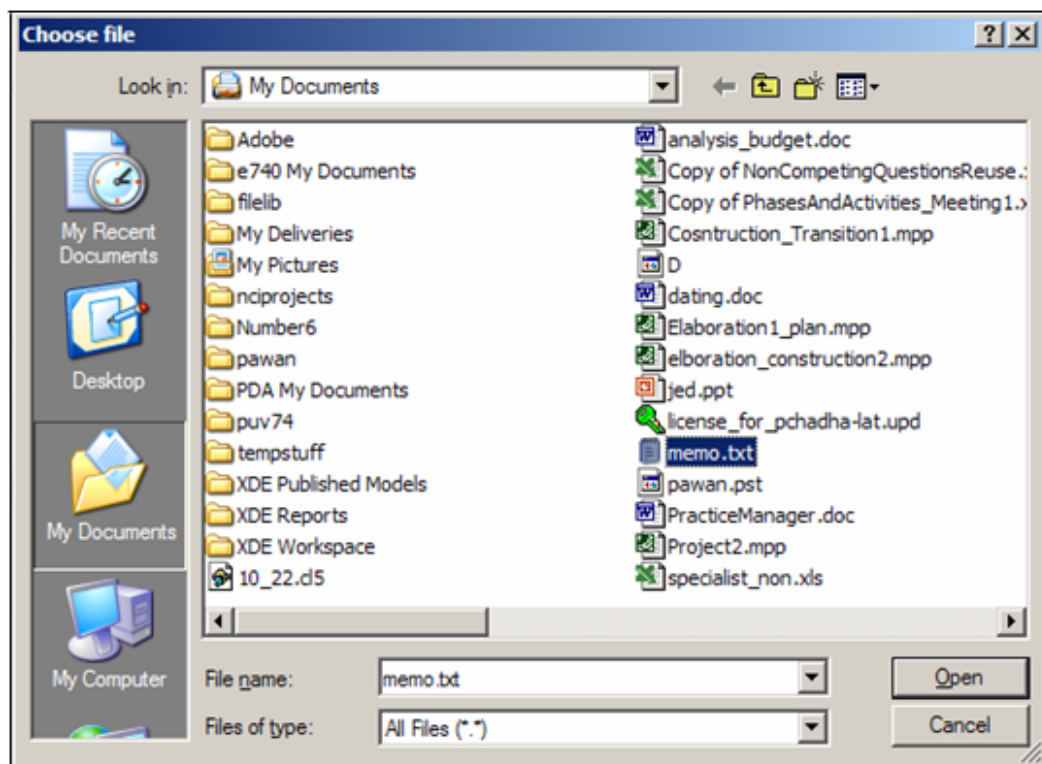 Choose file
Look in:
My Documents
My Recent
Documents
Desktop
My Documents
My Computer
Adobe
e740 My Documents
filelib
My Deliveries
My Pictures
nciprojects
Number6
pawan
PDA My Documents
puv74
tempstuff
XDE Published Models
XDE Reports
XDE Workspace
10_22.cl5
analysis_budget.doc
Copy of NonCompetingQuestionsReuse.
Copy of PhasesAndActivities_Meeting1.x
Cosntruction_Transition1.mpp
D
dating.doc
Elaboration1_plan.mpp
elboration_construction2.mpp
jed.ppt
license_for_pchadha-lat.upd
memo.txt
pawan.pst
PracticeManager.doc
Project2.mpp
specialist_non.xls
File name:
memo.txt
Open
Files of type:
All Files (*.*)
Cancel